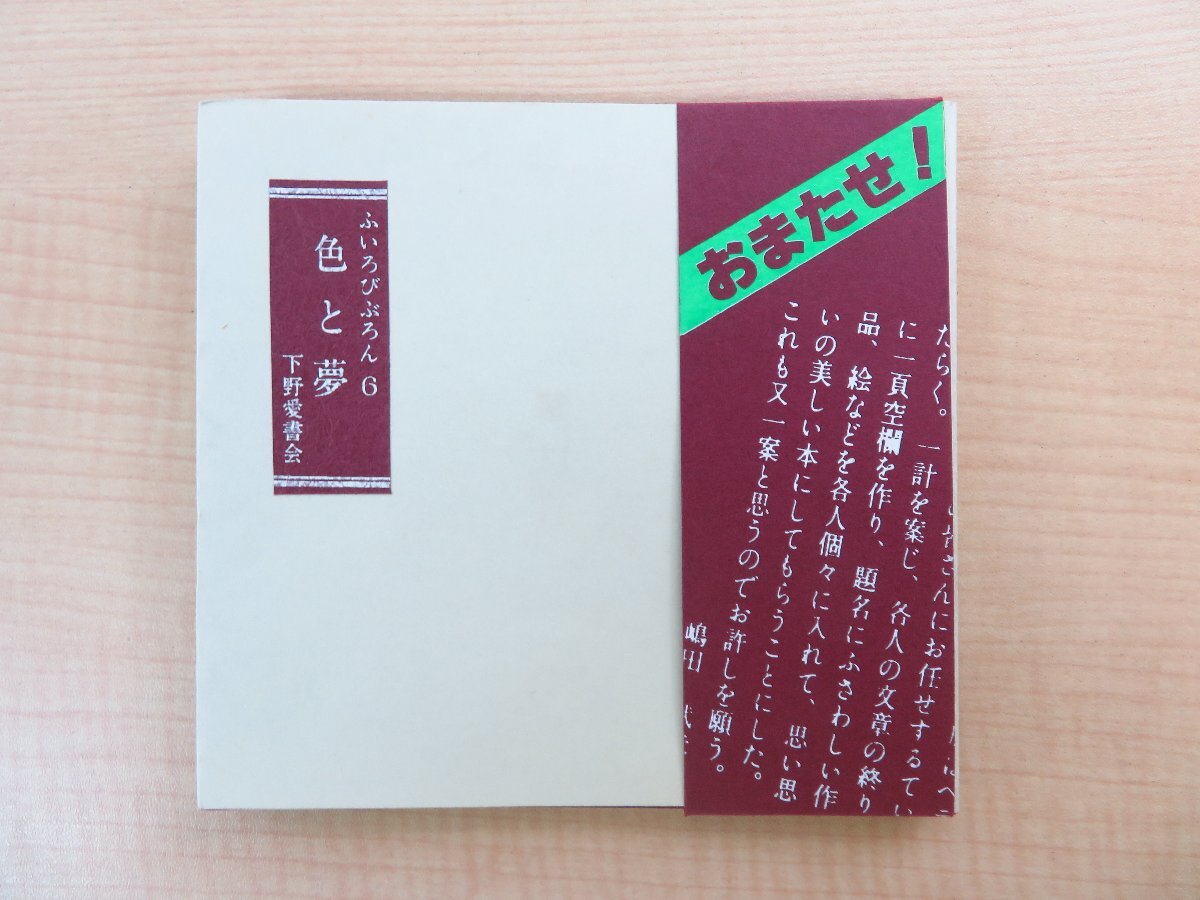 ふいろびぶろん 6
色と夢
下野愛書会
おまたせ!
たらく。一計を案じ、各人の文章の終り
に一頁空欄を作り、題名にふさわしい作
品、絵などを各人個々に入れて、思い思
いの美しい本にしてもらうことにした。
これも又一案と思うのでお許しを願う。
嶋田